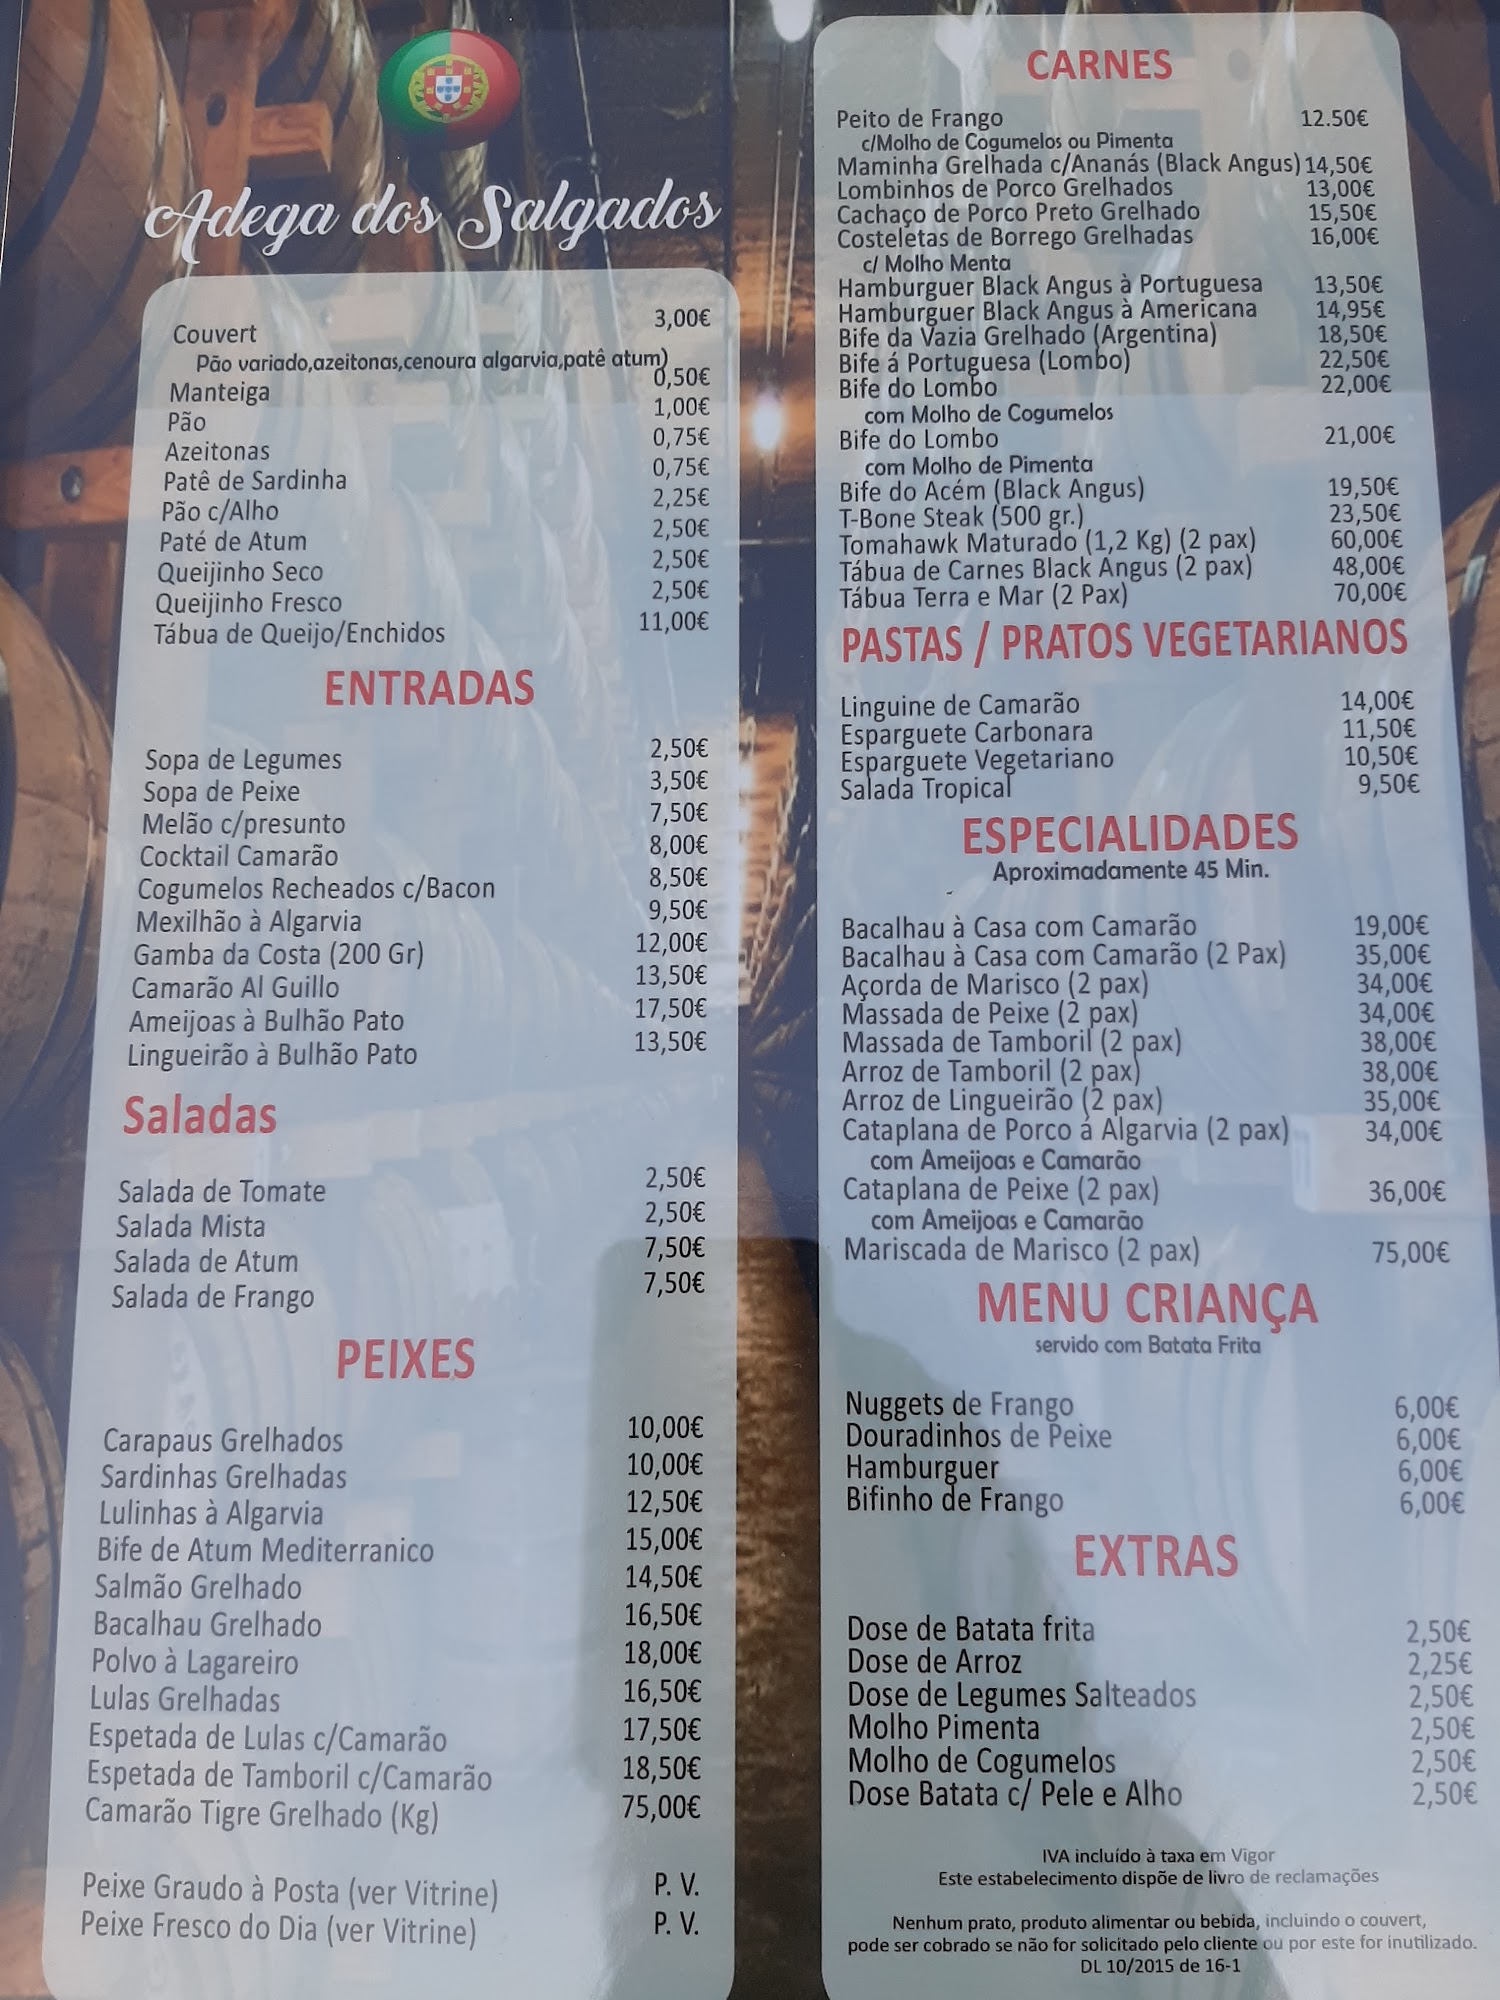 Adega dos Salgados
Couvert 3,00€
Pão variado,azeitonas,cenoura algarvia,patê atum)
Manteiga 0,50€
Pão 1,00€
Azeitonas 0,75€
Patê de Sardinha 0,75€
Pão c/Alho 2,25€
Paté de Atum 2,50€
Queijinho Seco 2,50€
Queijinho Fresco 2,50€
Tábua de Queijo/Enchidos 11,00€
ENTRADAS
Sopa de Legumes 2,50€
Sopa de Peixe 3,50€
Melão c/presunto 7,50€
Cocktail Camarão 8,00€
Cogumelos Recheados c/Bacon 8,50€
Mexilhão à Algarvia 9,50€
Gamba da Costa (200 Gr) 12,00€
Camarão Al Guillo 13,50€
Ameijoas à Bulhão Pato 17,50€
Lingueirão à Bulhão Pato 13,50€
Saladas
Salada de Tomate 2,50€
Salada Mista 2,50€
Salada de Atum 7,50€
Salada de Frango 7,50€
PEIXES
Carapaus Grelhados 10,00€
Sardinhas Grelhadas 10,00€
Lulinhas à Algarvia 12,50€
Bife de Atum Mediterranico 15,00€
Salmão Grelhado 14,50€
Bacalhau Grelhado 16,50€
Polvo à Lagareiro 18,00€
Lulas Grelhadas 16,50€
Espetada de Lulas c/Camarão 17,50€
Espetada de Tamboril c/Camarão 18,50€
Camarão Tigre Grelhado (Kg) 75,00€
Peixe Graudo à Posta (ver Vitrine) P. V.
Peixe Fresco do Dia (ver Vitrine) P. V.
CARNES
Peito de Frango 12.50€
c/Molho de Cogumelos ou Pimenta
Maminha Grelhada c/Ananás (Black Angus) 14,50€
Lombinhos de Porco Grelhados 13,00€
Cachaço de Porco Preto Grelhado 15,50€
Costeletas de Borrego Grelhadas 16,00€
c/ Molho Menta
Hamburguer Black Angus à Portuguesa 13,50€
Hamburguer Black Angus à Americana 14,95€
Bife da Vazia Grelhado (Argentina) 18,50€
Bife á Portuguesa (Lombo) 22,50€
Bife do Lombo 22,00€
com Molho de Cogumelos
Bife do Lombo 21,00€
com Molho de Pimenta
Bife do Acém (Black Angus) 19,50€
T-Bone Steak (500 gr.) 23,50€
Tomahawk Maturado (1,2 Kg) (2 pax) 60,00€
Tábua de Carnes Black Angus (2 pax) 48,00€
Tábua Terra e Mar (2 Pax) 70,00€
PASTAS / PRATOS VEGETARIANOS
Linguine de Camarão 14,00€
Esparguete Carbonara 11,50€
Esparguete Vegetariano 10,50€
Salada Tropical 9,50€
ESPECIALIDADES
Aproximadamente 45 Min.
Bacalhau à Casa com Camarão 19,00€
Bacalhau à Casa com Camarão (2 Pax) 35,00€
Açorda de Marisco (2 pax) 34,00€
Massada de Peixe (2 pax) 34,00€
Massada de Tamboril (2 pax) 38,00€
Arroz de Tamboril (2 pax) 38,00€
Arroz de Lingueirão (2 pax) 35,00€
Cataplana de Porco á Algarvia (2 pax) 34,00€
com Ameijoas e Camarão
Cataplana de Peixe (2 pax) 36,00€
com Ameijoas e Camarão
Mariscada de Marisco (2 pax) 75,00€
MENU CRIANÇA
servido com Batata Frita
Nuggets de Frango 6,00€
Douradinhos de Peixe 6,00€
Hamburguer 6,00€
Bifinho de Frango 6,00€
EXTRAS
Dose de Batata frita 2,50€
Dose de Arroz 2,25€
Dose de Legumes Salteados 2,50€
Molho Pimenta 2,50€
Molho de Cogumelos 2,50€
Dose Batata c/ Pele e Alho 2,50€
IVA incluído à taxa em Vigor
Este estabelecimento dispõe de livro de reclamações
Nenhum prato, produto alimentar ou bebida, incluindo o couvert,
pode ser cobrado se não for solicitado pelo cliente ou por este for inutilizado.
DL 10/2015 de 16-1